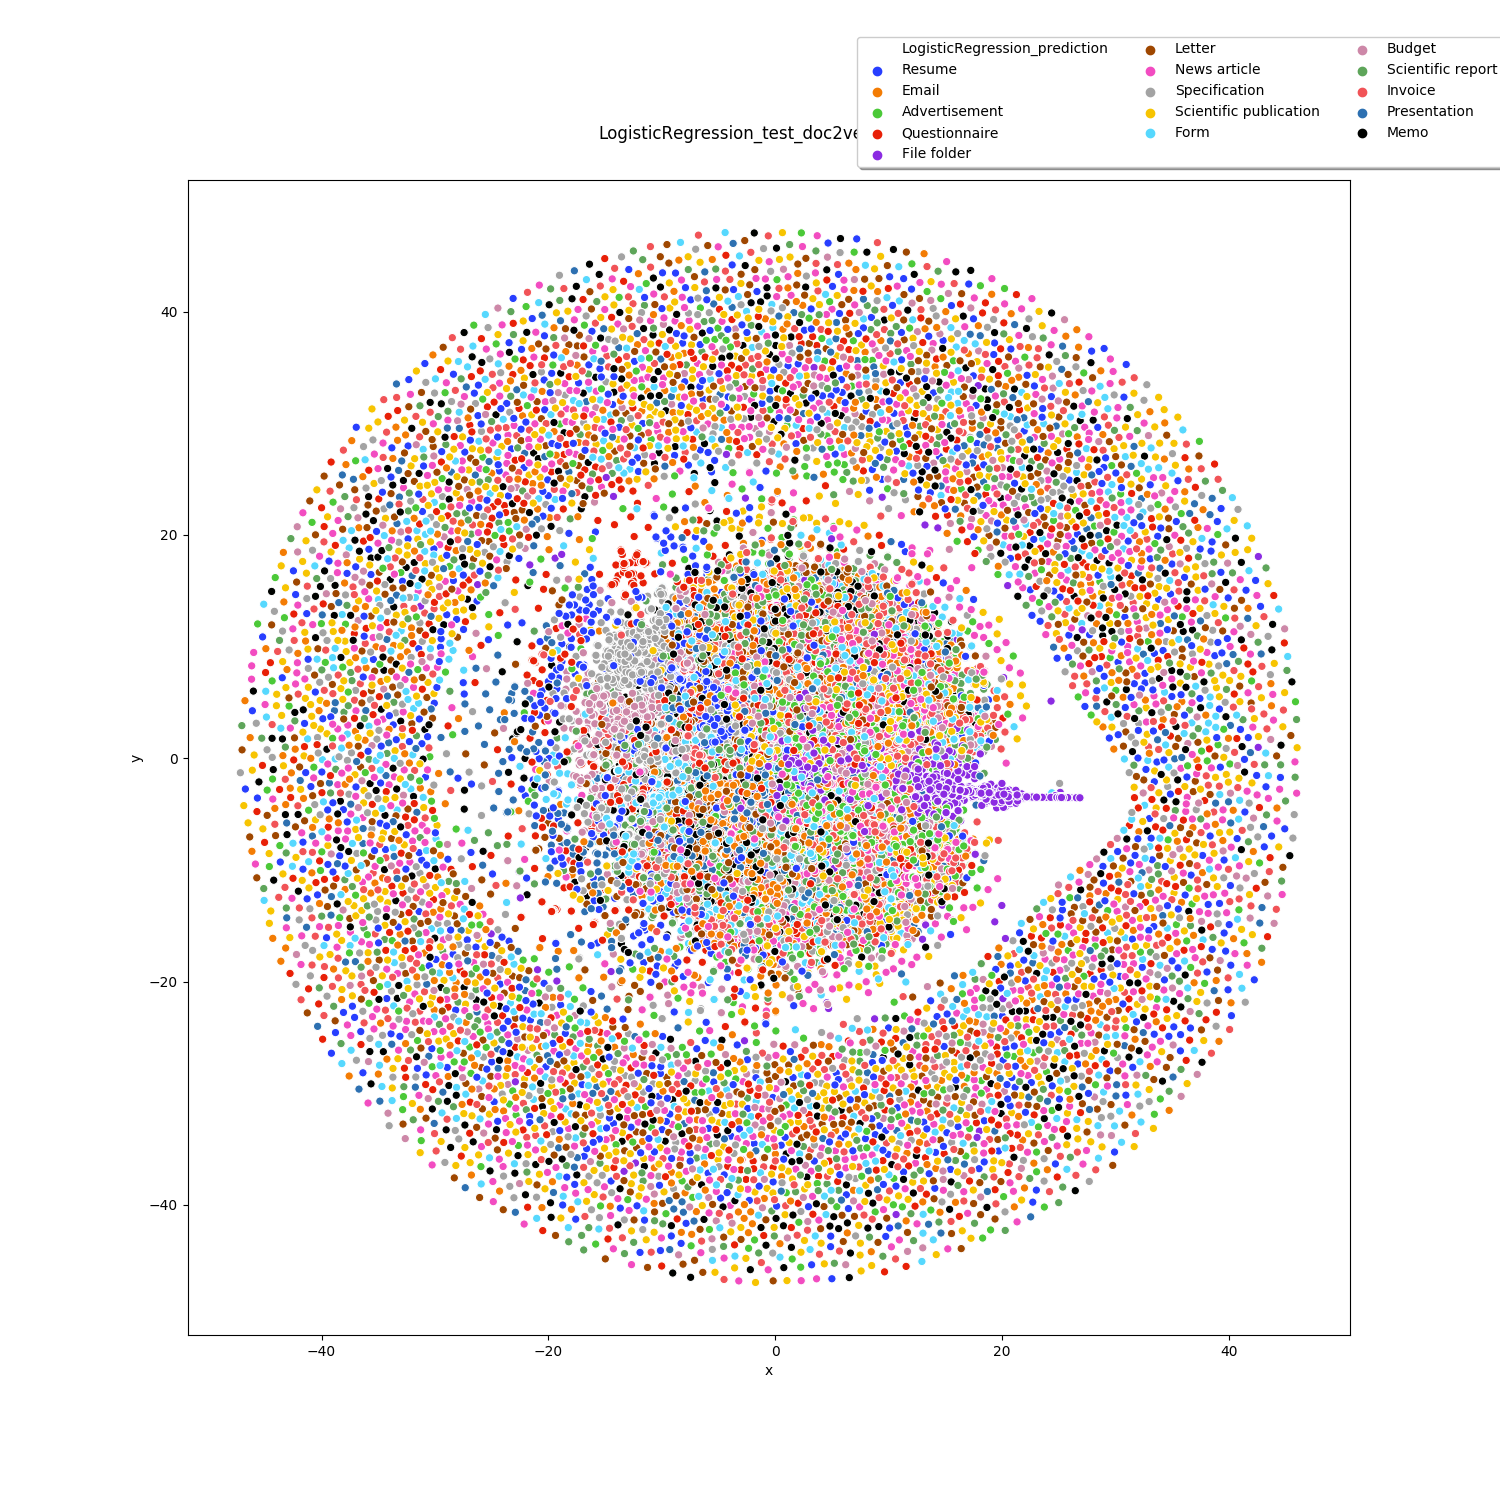 LogisticRegression_prediction
Resume
Email
Advertisement
Questionnaire
File folder
Letter
News article
Specification
Scientific publication
Form
Budget
Scientific report
Invoice
Presentation
Memo
LogisticRegression_test_doc2ve
40
20
0
−20
−40
y
−40
−20
0
20
40
x